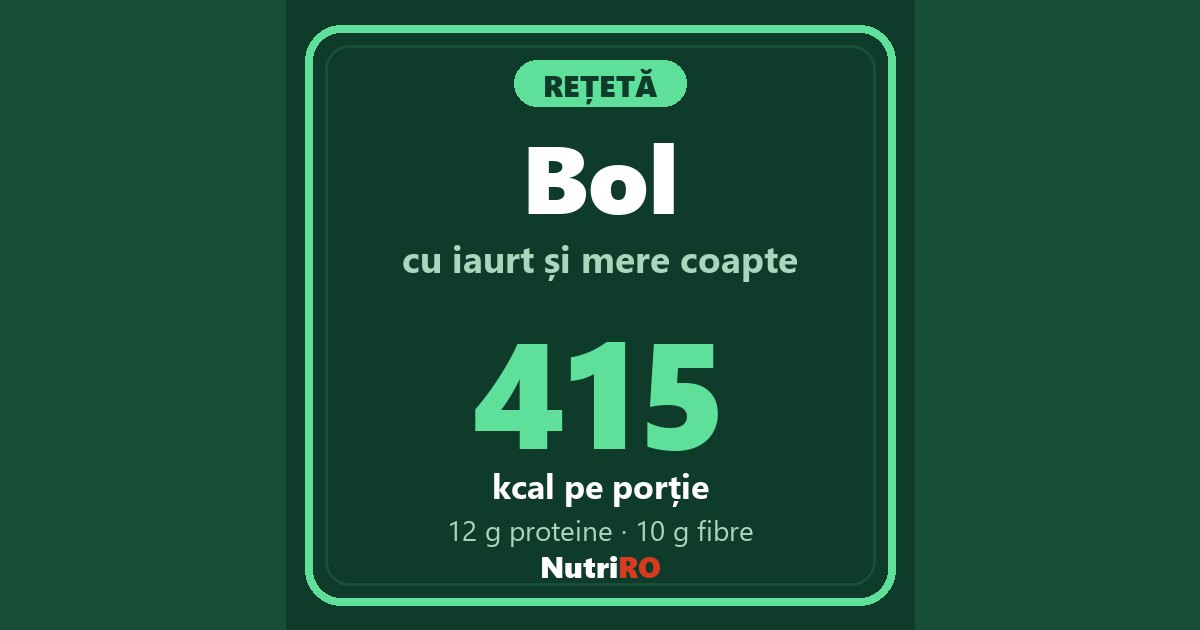 REȚETĂ
Bol
cu iaurt și mere coapte
415
kcal pe porție
12 g proteine · 10 g fibre
NutriRO